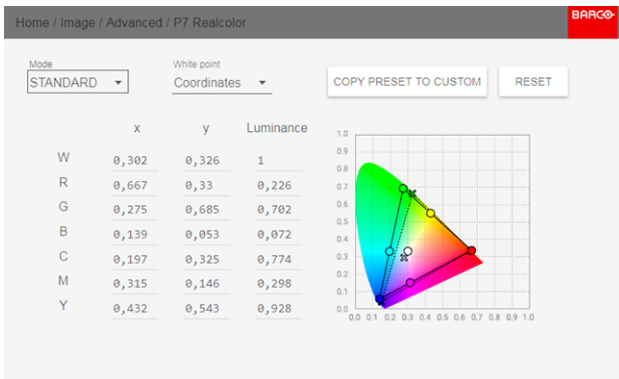 Home / Image / Advanced / P7 Realcolor
BARCO
Mode
White point
STANDARD
Coordinates
COPY PRESET TO CUSTOM
RESET
x y Luminance
W 0,302 0,326 1
R 0,667 0,33 0,226
G 0,275 0,685 0,702
B 0,139 0,053 0,072
C 0,197 0,325 0,774
M 0,315 0,146 0,298
Y 0,432 0,543 0,928
1.0
0.9
0.8
0.7
0.6
0.5
0.4
0.3
0.2
0.1
0.0
0.0 0.1 0.2 0.3 0.4 0.5 0.6 0.7 0.8 0.9 1.0